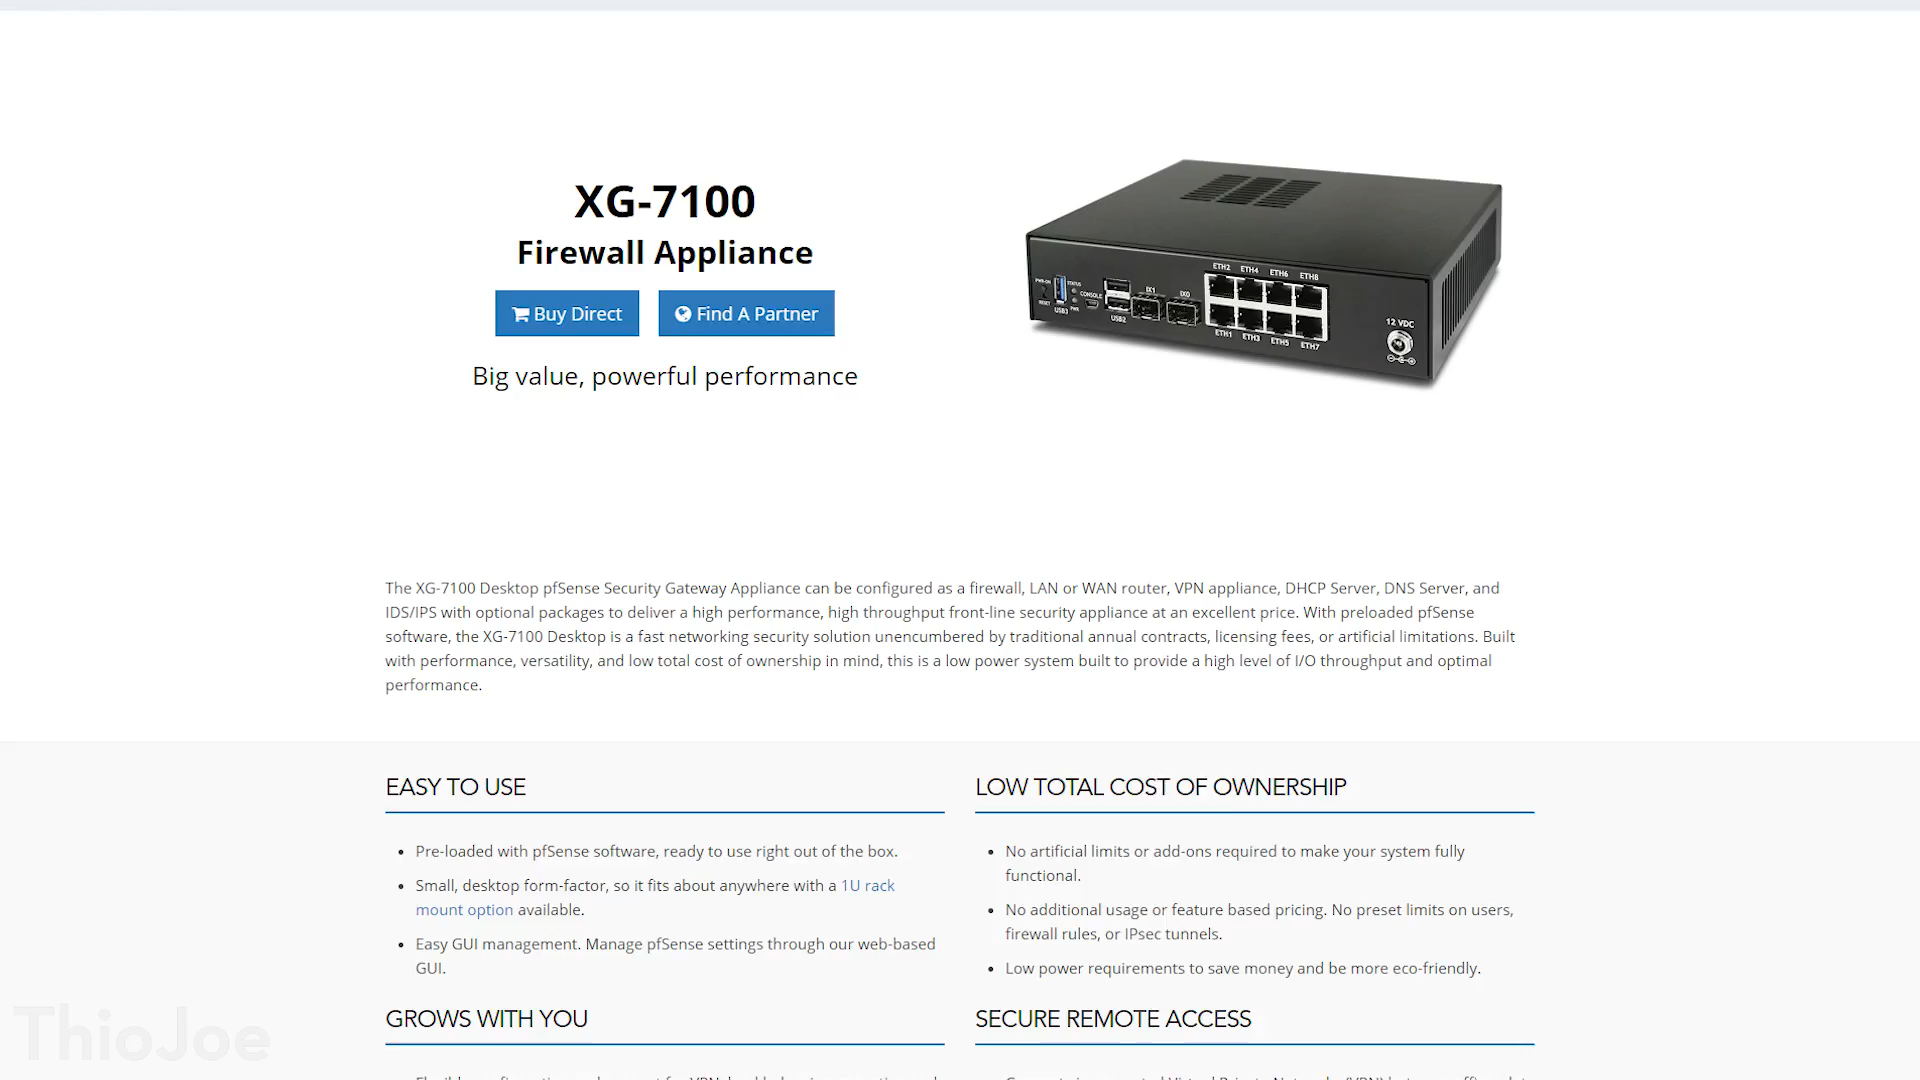 XG-7100
Firewall Appliance
Buy Direct
Find A Partner
Big value, powerful performance
ETH2 ETH4 ETH6 ETH8
PWR-ON
STATUS
CONSOLE
IX1
IX0
RESET
USB3
PWR
USB2
ETH1 ETH3 ETH5 ETH7
12 VDC
The XG-7100 Desktop pfSense Security Gateway Appliance can be configured as a firewall, LAN or WAN router, VPN appliance, DHCP Server, DNS Server, and
IDS/IPS with optional packages to deliver a high performance, high throughput front-line security appliance at an excellent price. With preloaded pfSense
software, the XG-7100 Desktop is a fast networking security solution unencumbered by traditional annual contracts, licensing fees, or artificial limitations. Built
with performance, versatility, and low total cost of ownership in mind, this is a low power system built to provide a high level of I/O throughput and optimal
performance.
EASY TO USE
• Pre-loaded with pfSense software, ready to use right out of the box.
• Small, desktop form-factor, so it fits about anywhere with a 1U rack
mount option available.
• Easy GUI management. Manage pfSense settings through our web-based
GUI.
LOW TOTAL COST OF OWNERSHIP
• No artificial limits or add-ons required to make your system fully
functional.
• No additional usage or feature based pricing. No preset limits on users,
firewall rules, or IPsec tunnels.
• Low power requirements to save money and be more eco-friendly.
GROWS WITH YOU
SECURE REMOTE ACCESS
ThioJoe